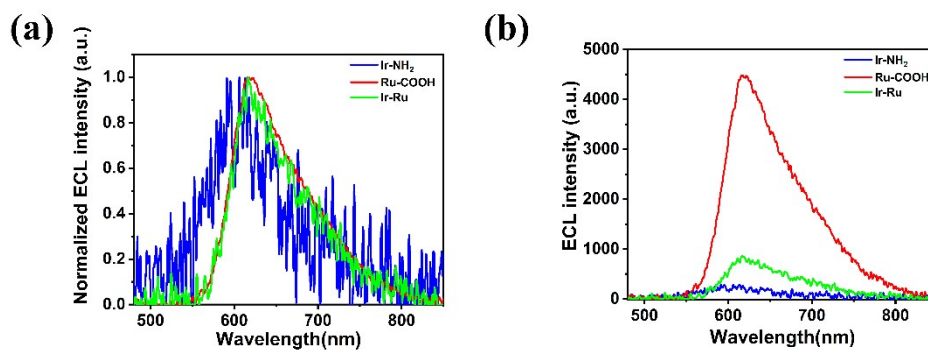 (a)
Normalized ECL intensity (a.u.)
1.0
0.8
0.6
0.4
0.2
0.0
Ir-NH₂
Ru-COOH
Ir-Ru
500 600 700 800
Wavelength(nm)
(b)
ECL intensity (a.u.)
5000
4000
3000
2000
1000
0
Ir-NH₂
Ru-COOH
Ir-Ru
500 600 700 800
Wavelength(nm)